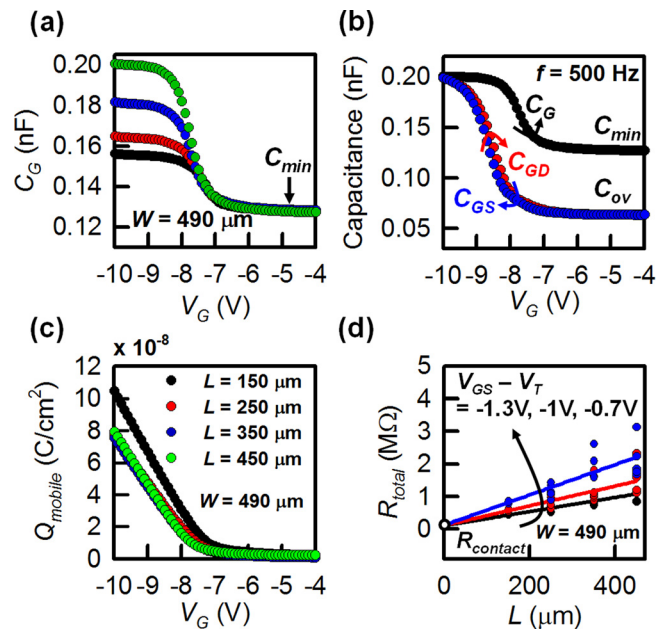 (a)
0.20
0.18
0.16
0.14
0.12
C_G (nF)
C_min
W = 490 μm
-10 -9 -8 -7 -6 -5 -4
V_G (V)
(b)
0.20
0.15
0.10
0.05
Capacitance (nF)
f = 500 Hz
C_G
C_min
C_GD
C_GS
C_ov
-10 -9 -8 -7 -6 -5 -4
V_G (V)
(c)
x 10^-8
12
10
8
6
4
2
0
Q_mobile (C/cm²)
L = 150 μm
L = 250 μm
L = 350 μm
L = 450 μm
W = 490 μm
-10 -9 -8 -7 -6 -5 -4
V_G (V)
(d)
5
4
3
2
1
0
R_total (MΩ)
V_GS – V_T
= -1.3V, -1V, -0.7V
R_contact
W = 490 μm
0 200 400
L (μm)